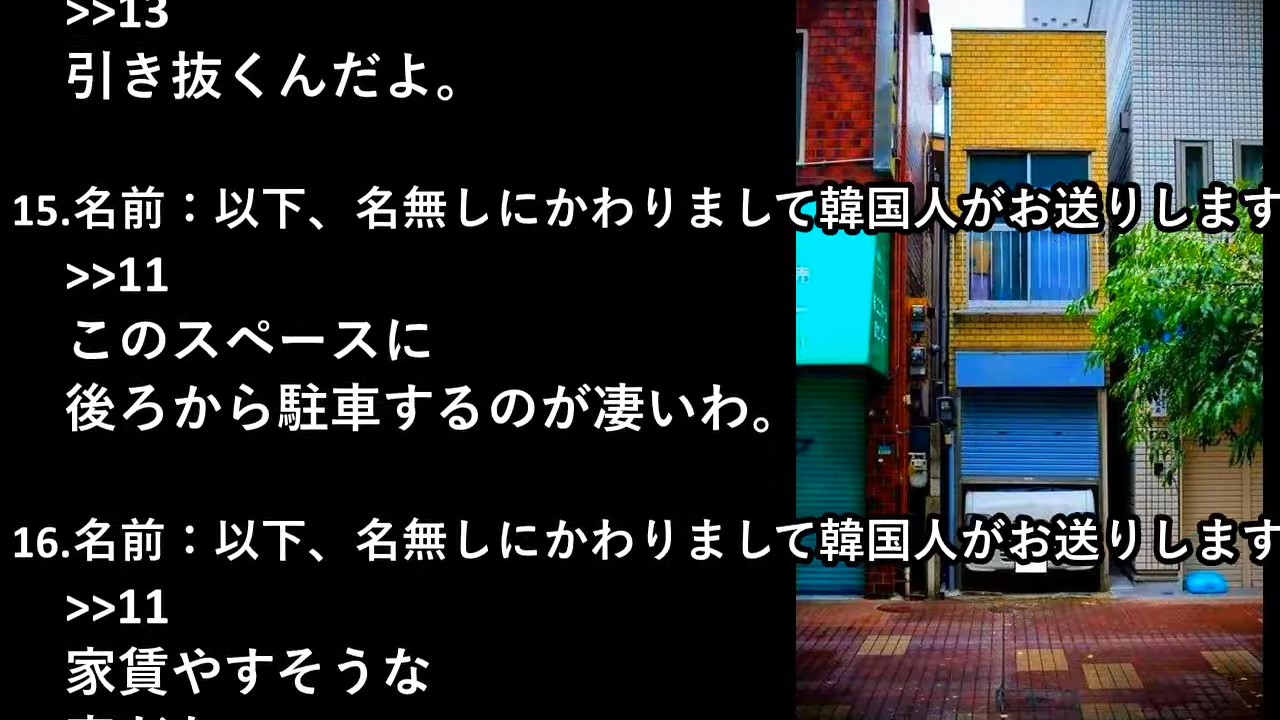 >>13
引き抜くんだよ。
15.名前：以下、名無しにかわりまして韓国人がお送りします
>>11
このスペースに
後ろから駐車するのが凄いわ。
16.名前：以下、名無しにかわりまして韓国人がお送りします
>>11
家賃やすそうな